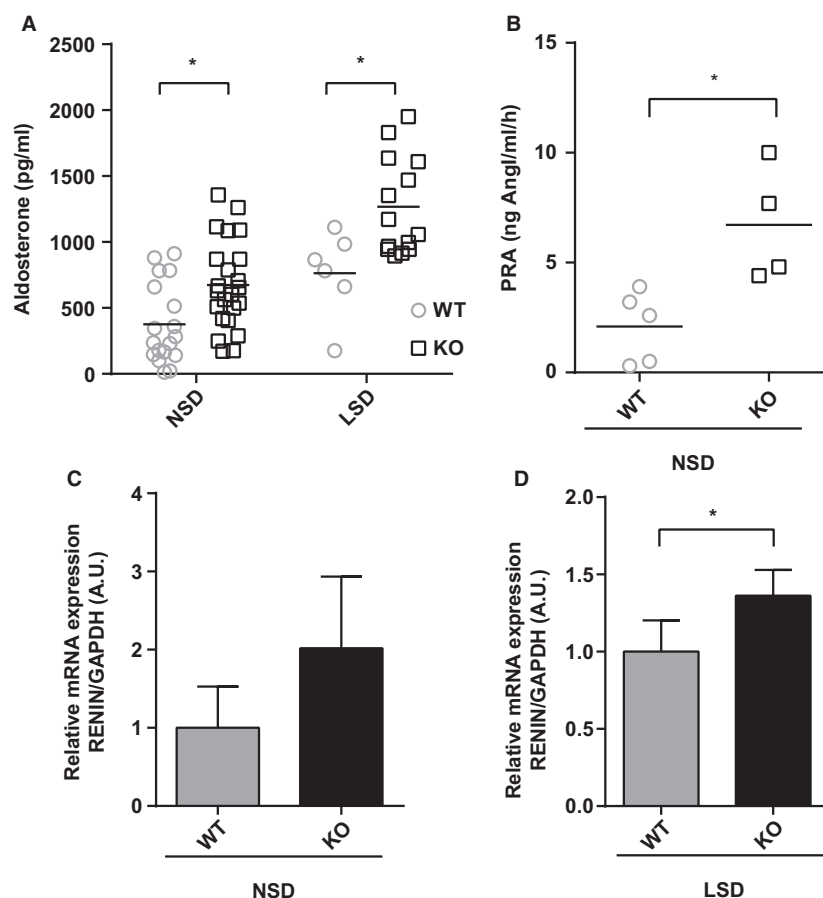 A
2500
2000
1500
1000
500
0
Aldosterone (pg/ml)
*
*
WT
KO
NSD
LSD
B
15
10
5
0
PRA (ng AngI/ml/h)
*
WT
KO
NSD
C
4
3
2
1
0
Relative mRNA expression
RENIN/GAPDH (A.U.)
WT
KO
NSD
D
2.0
1.5
1.0
0.5
0.0
Relative mRNA expression
RENIN/GAPDH (A.U.)
*
WT
KO
LSD